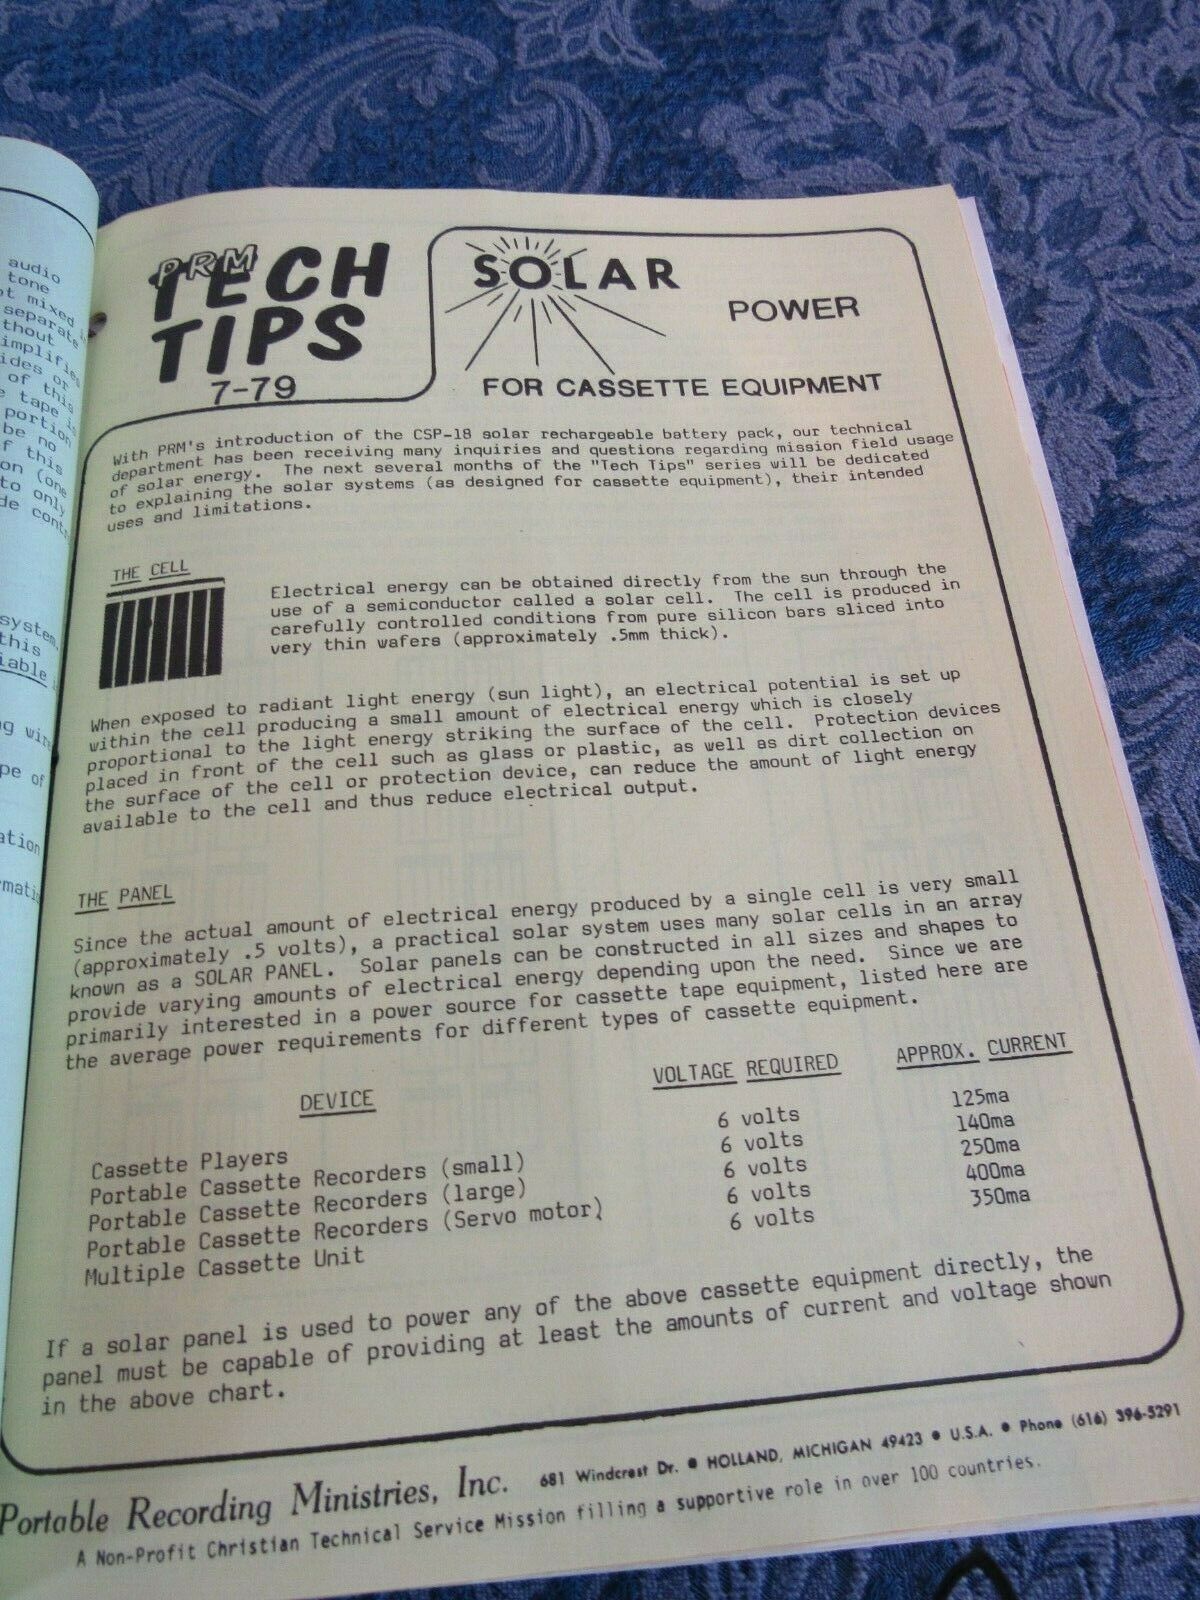 audio
tone
ot mixed
separate
thout
implifies
ides or
of this
e tape is
portion
be no
f this
on (one
to only
de cont
system.
this
iable
ng wire
pe of
ation
PRM
TECH
TIPS
7-79
SOLAR
POWER
FOR CASSETTE EQUIPMENT
With PRM's introduction of the CSP-18 solar rechargeable battery pack, our technical
department has been receiving many inquiries and questions regarding mission field usage
of solar energy. The next several months of the "Tech Tips" series will be dedicated
to explaining the solar systems (as designed for cassette equipment), their intended
uses and limitations.
THE CELL
Electrical energy can be obtained directly from the sun through the
use of a semiconductor called a solar cell. The cell is produced in
carefully controlled conditions from pure silicon bars sliced into
very thin wafers (approximately .5mm thick).
When exposed to radiant light energy (sun light), an electrical potential is set up
within the cell producing a small amount of electrical energy which is closely
proportional to the light energy striking the surface of the cell. Protection devices
placed in front of the cell such as glass or plastic, as well as dirt collection on
the surface of the cell or protection device, can reduce the amount of light energy
available to the cell and thus reduce electrical output.
THE PANEL
Since the actual amount of electrical energy produced by a single cell is very small
(approximately .5 volts), a practical solar system uses many solar cells in an array
known as a SOLAR PANEL. Solar panels can be constructed in all sizes and shapes to
provide varying amounts of electrical energy depending upon the need. Since we are
primarily interested in a power source for cassette tape equipment, listed here are
the average power requirements for different types of cassette equipment.
DEVICE VOLTAGE REQUIRED APPROX. CURRENT
Cassette Players 6 volts 125ma
Portable Cassette Recorders (small) 6 volts 140ma
Portable Cassette Recorders (large) 6 volts 250ma
Portable Cassette Recorders (Servo motor) 6 volts 400ma
Multiple Cassette Unit 6 volts 350ma
If a solar panel is used to power any of the above cassette equipment directly, the
panel must be capable of providing at least the amounts of current and voltage shown
in the above chart.
Portable Recording Ministries, Inc. 681 Windcrest Dr. • HOLLAND, MICHIGAN 49423 • U.S.A. • Phone (616) 396-5291
A Non-Profit Christian Technical Service Mission filling a supportive role in over 100 countries.